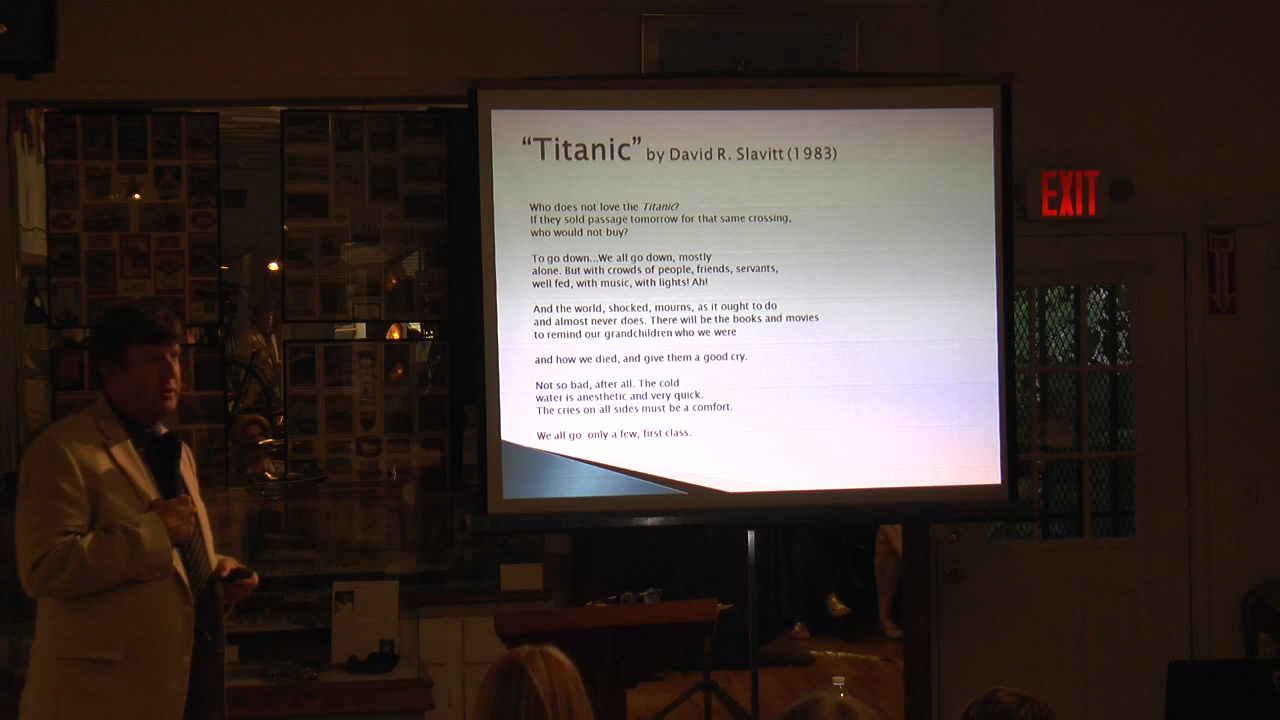 “Titanic” by David R. Slavitt (1983)
Who does not love the Titanic?
If they sold passage tomorrow for that same crossing,
who would not buy?
To go down...We all go down, mostly
alone. But with crowds of people, friends, servants,
well fed, with music, with lights! Ah!
And the world, shocked, mourns, as it ought to do
and almost never does. There will be the books and movies
to remind our grandchildren who we were
and how we died, and give them a good cry.
Not so bad, after all. The cold
water is anesthetic and very quick.
The cries on all sides must be a comfort.
We all go: only a few, first class.
EXIT
FIRE